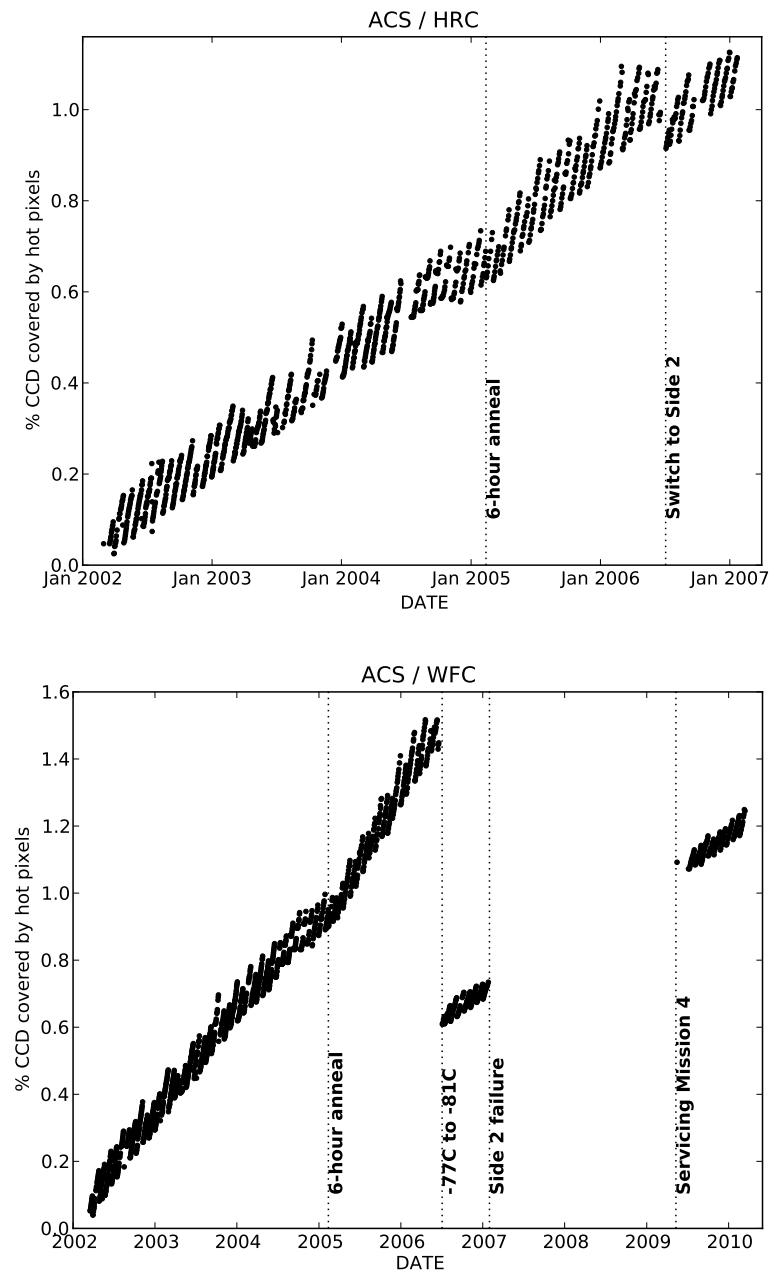 ACS / HRC
% CCD covered by hot pixels
1.0
0.8
0.6
0.4
0.2
0.0
6-hour anneal
Switch to Side 2
Jan 2002 Jan 2003 Jan 2004 Jan 2005 Jan 2006 Jan 2007
DATE
ACS / WFC
% CCD covered by hot pixels
1.6
1.4
1.2
1.0
0.8
0.6
0.4
0.2
0.0
6-hour anneal
-77C to -81C
Side 2 failure
Servicing Mission 4
2002 2003 2004 2005 2006 2007 2008 2009 2010
DATE